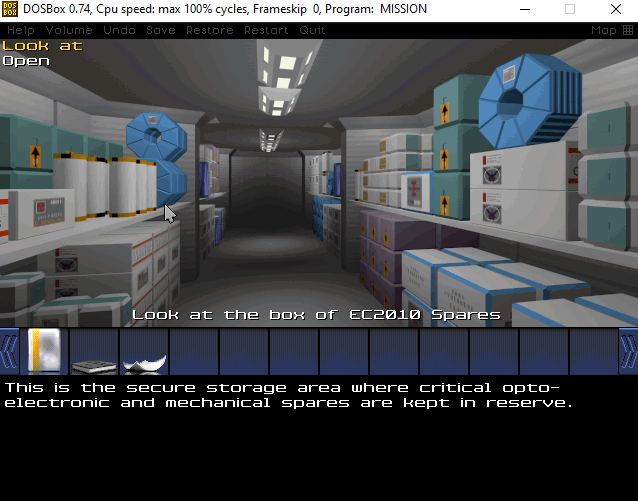 DOSBox 0.74, Cpu speed: max 100% cycles, Frameskip 0, Program: MISSION
Help Volume Undo Save Restore Restart Quit Map
Look at
Open
Look at the box of EC2010 Spares
This is the secure storage area where critical opto-
electronic and mechanical spares are kept in reserve.